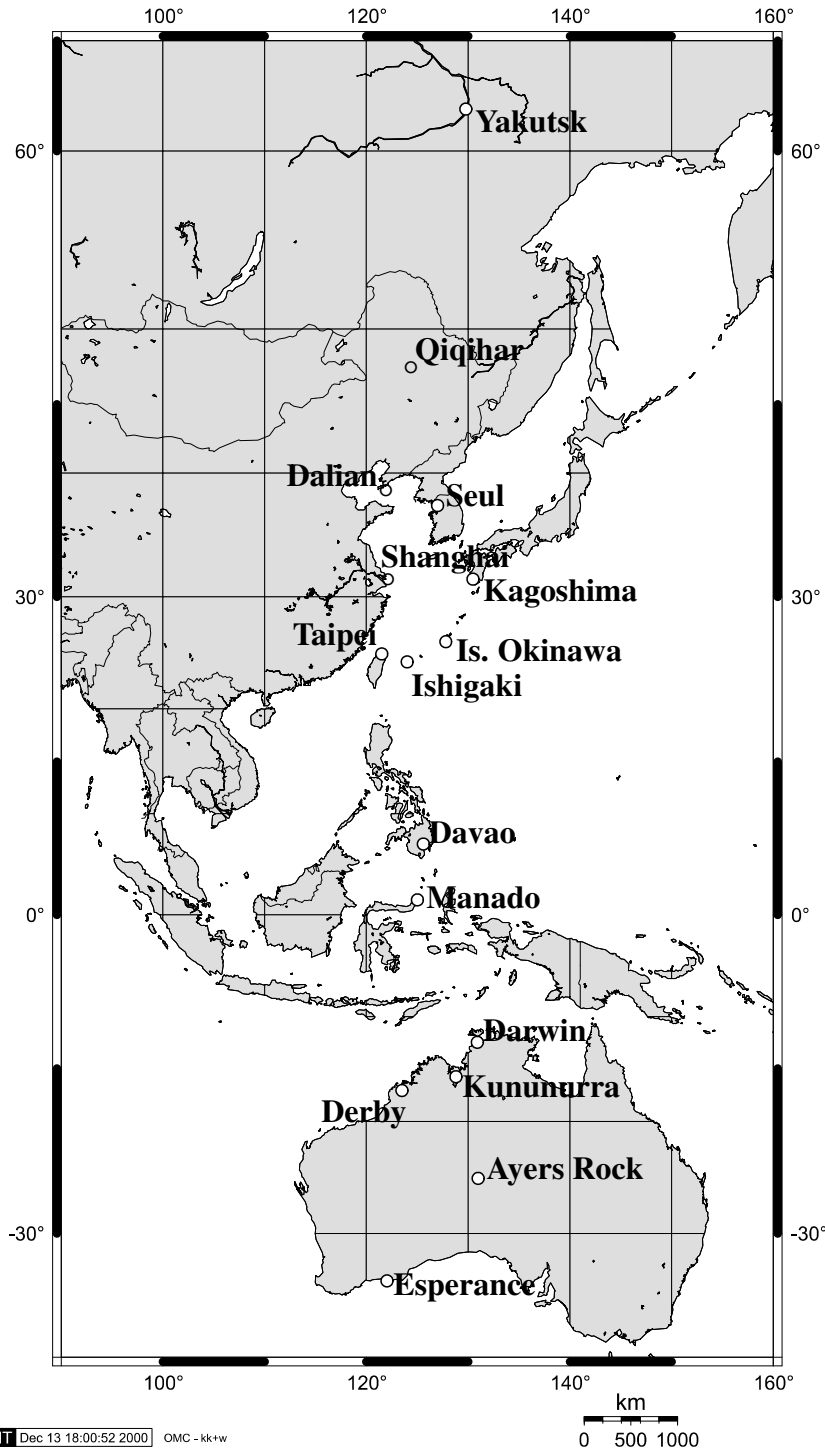 100° 120° 140° 160°
Yakutsk
60° 60°
Qiqihar
Dalian
Seul
Shanghai
Kagoshima
30° 30°
Taipei
Is. Okinawa
Ishigaki
Davao
Manado
0° 0°
Darwin
Kununurra
Derby
Ayers Rock
-30° -30°
Esperance
100° 120° 140° 160°
km
0 500 1000
Dec 13 18:00:52 2000 OMC - kk+w